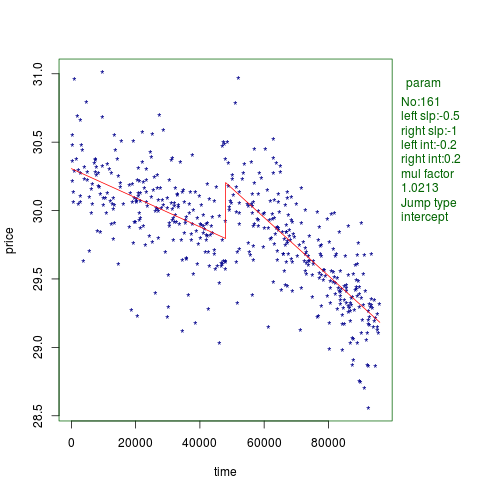 param
No:161
left slp:-0.5
right slp:-1
left int:-0.2
right int:0.2
mul factor
1.0213
Jump type
intercept
price
31.0
30.5
30.0
29.5
29.0
28.5
0 20000 40000 60000 80000
time